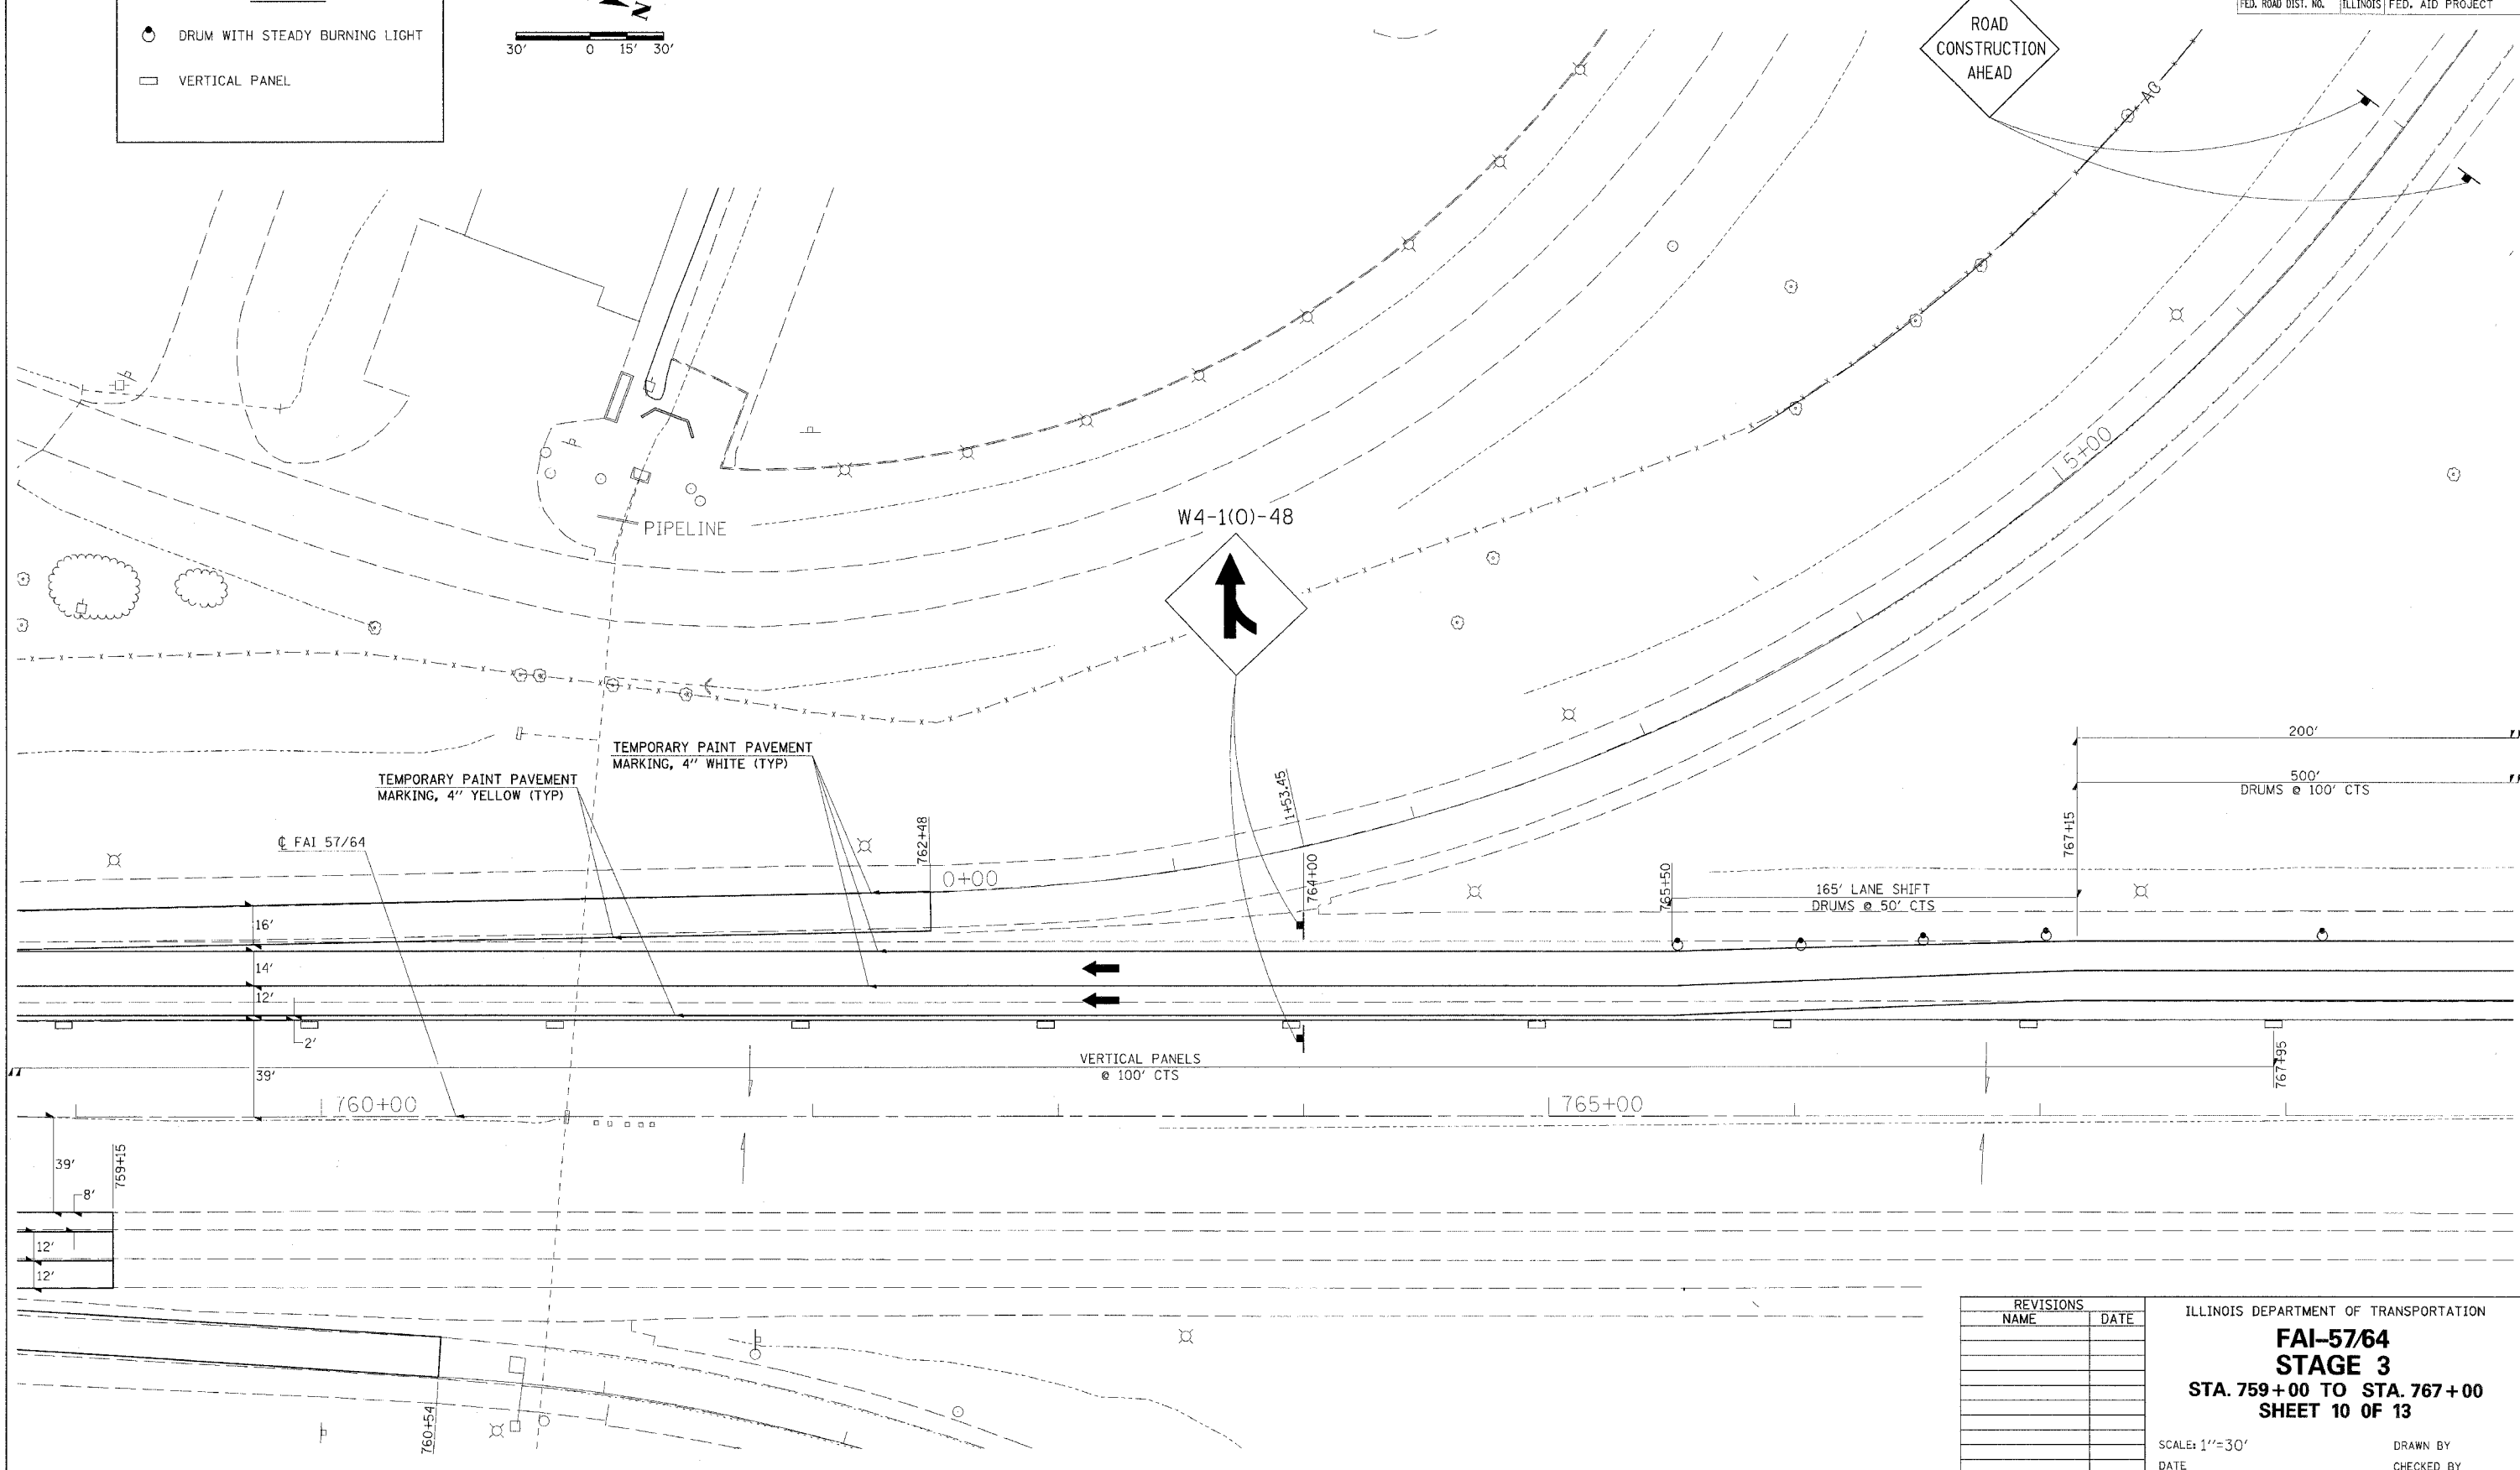 FED. ROAD DIST. NO. ILLINOIS FED. AID PROJECT
DRUM WITH STEADY BURNING LIGHT
VERTICAL PANEL
N
30' 0 15' 30'
ROAD
CONSTRUCTION
AHEAD
AC
15+00
PIPELINE
W4-1(O)-48
TEMPORARY PAINT PAVEMENT
MARKING, 4" WHITE (TYP)
TEMPORARY PAINT PAVEMENT
MARKING, 4" YELLOW (TYP)
℄ FAI 57/64
762+48
0+00
1+53.45
764+00
765+50
767+15
200'
500'
DRUMS @ 100' CTS
165' LANE SHIFT
DRUMS @ 50' CTS
16'
14'
12'
2'
39'
VERTICAL PANELS
@ 100' CTS
767+95
760+00
765+00
39'
759+15
8'
12'
12'
760+54
REVISIONS
NAME DATE
ILLINOIS DEPARTMENT OF TRANSPORTATION
FAI-57/64
STAGE 3
STA. 759+00 TO STA. 767+00
SHEET 10 OF 13
SCALE: 1"=30'
DRAWN BY
DATE
CHECKED BY